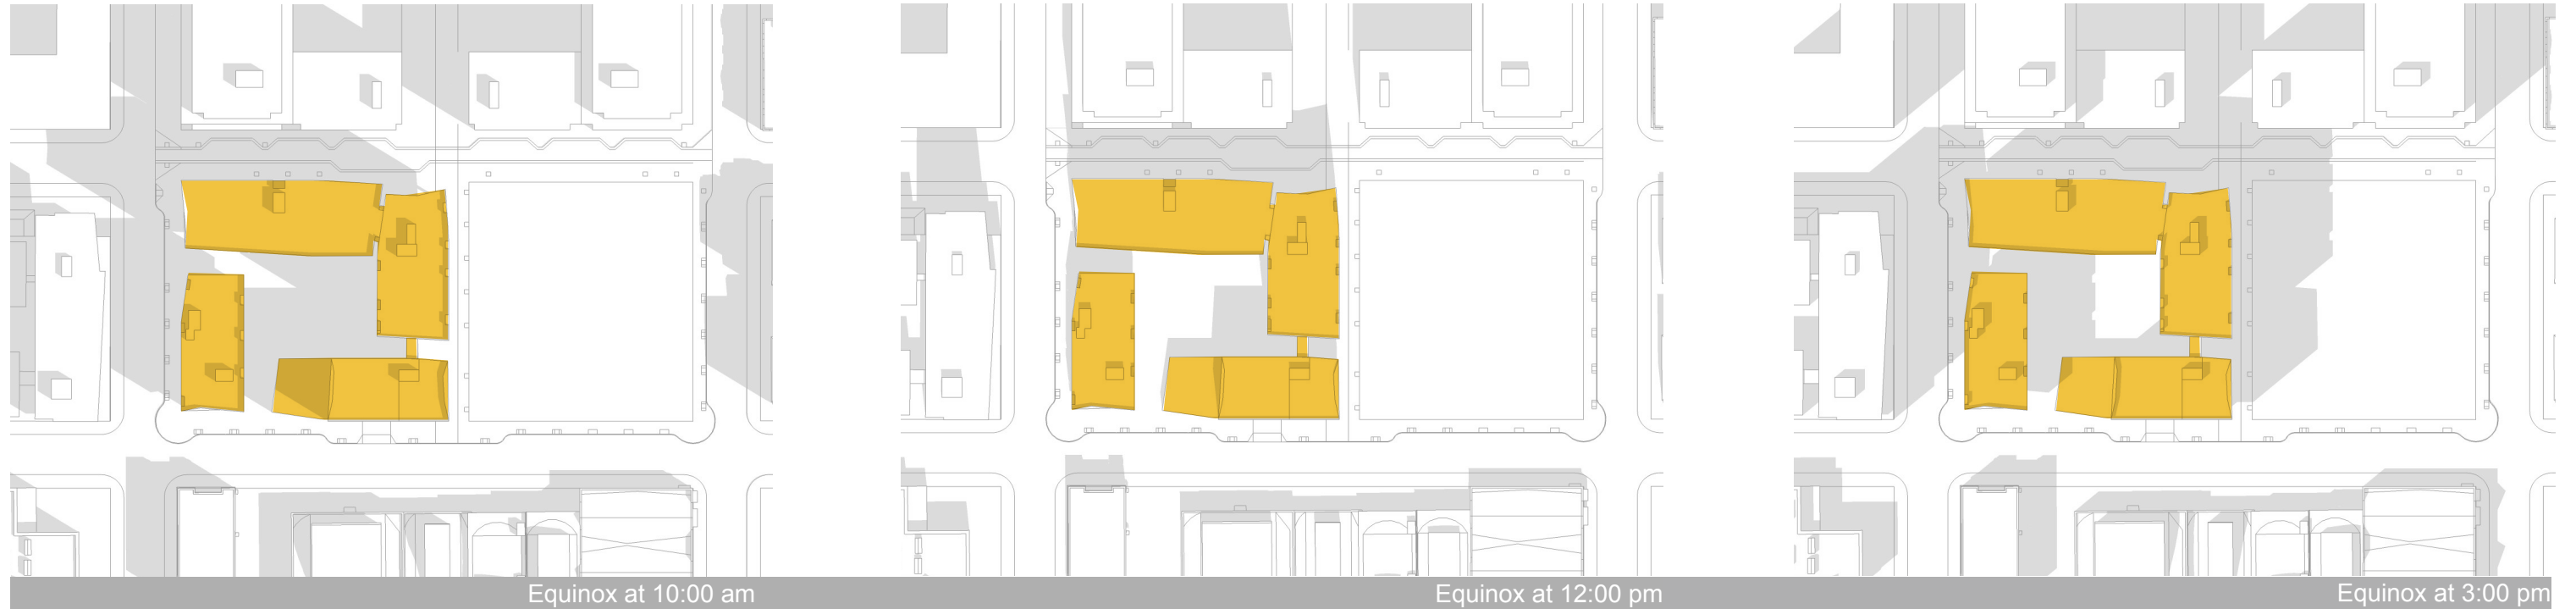 Equinox at 10:00 am
Equinox at 12:00 pm
Equinox at 3:00 pm